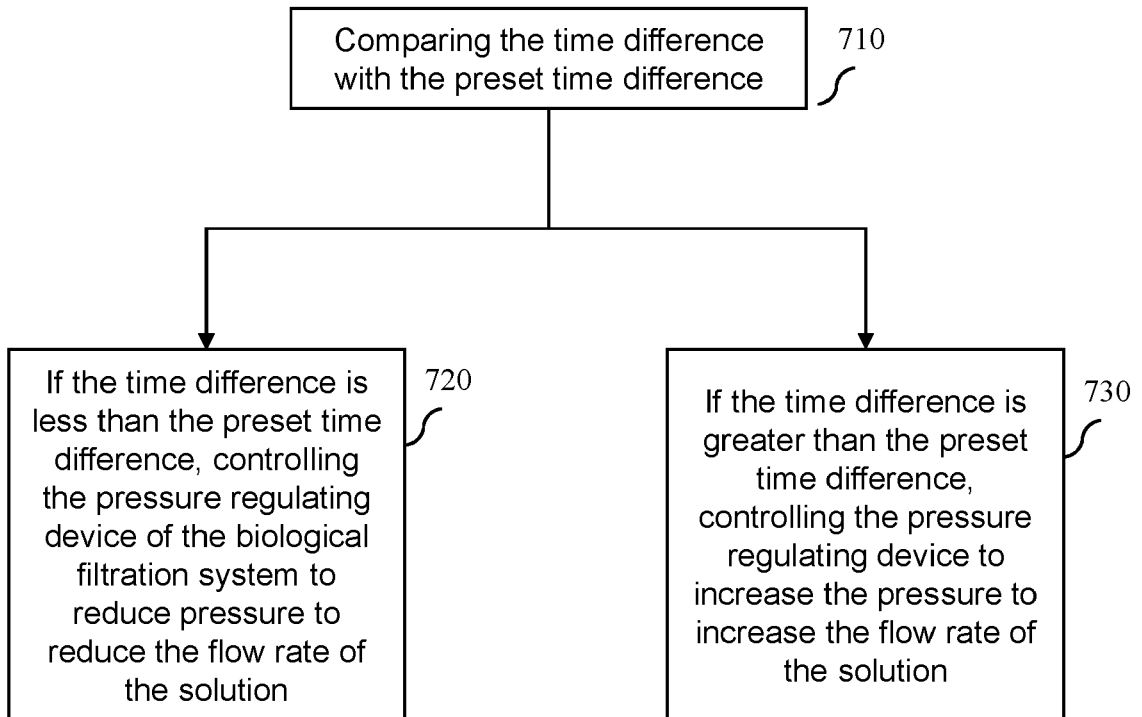 Comparing the time difference
with the preset time difference
710
If the time difference is
less than the preset time
difference, controlling
the pressure regulating
device of the biological
filtration system to
reduce pressure to
reduce the flow rate of
the solution
720
If the time difference is
greater than the preset
time difference,
controlling the pressure
regulating device to
increase the pressure to
increase the flow rate of
the solution
730